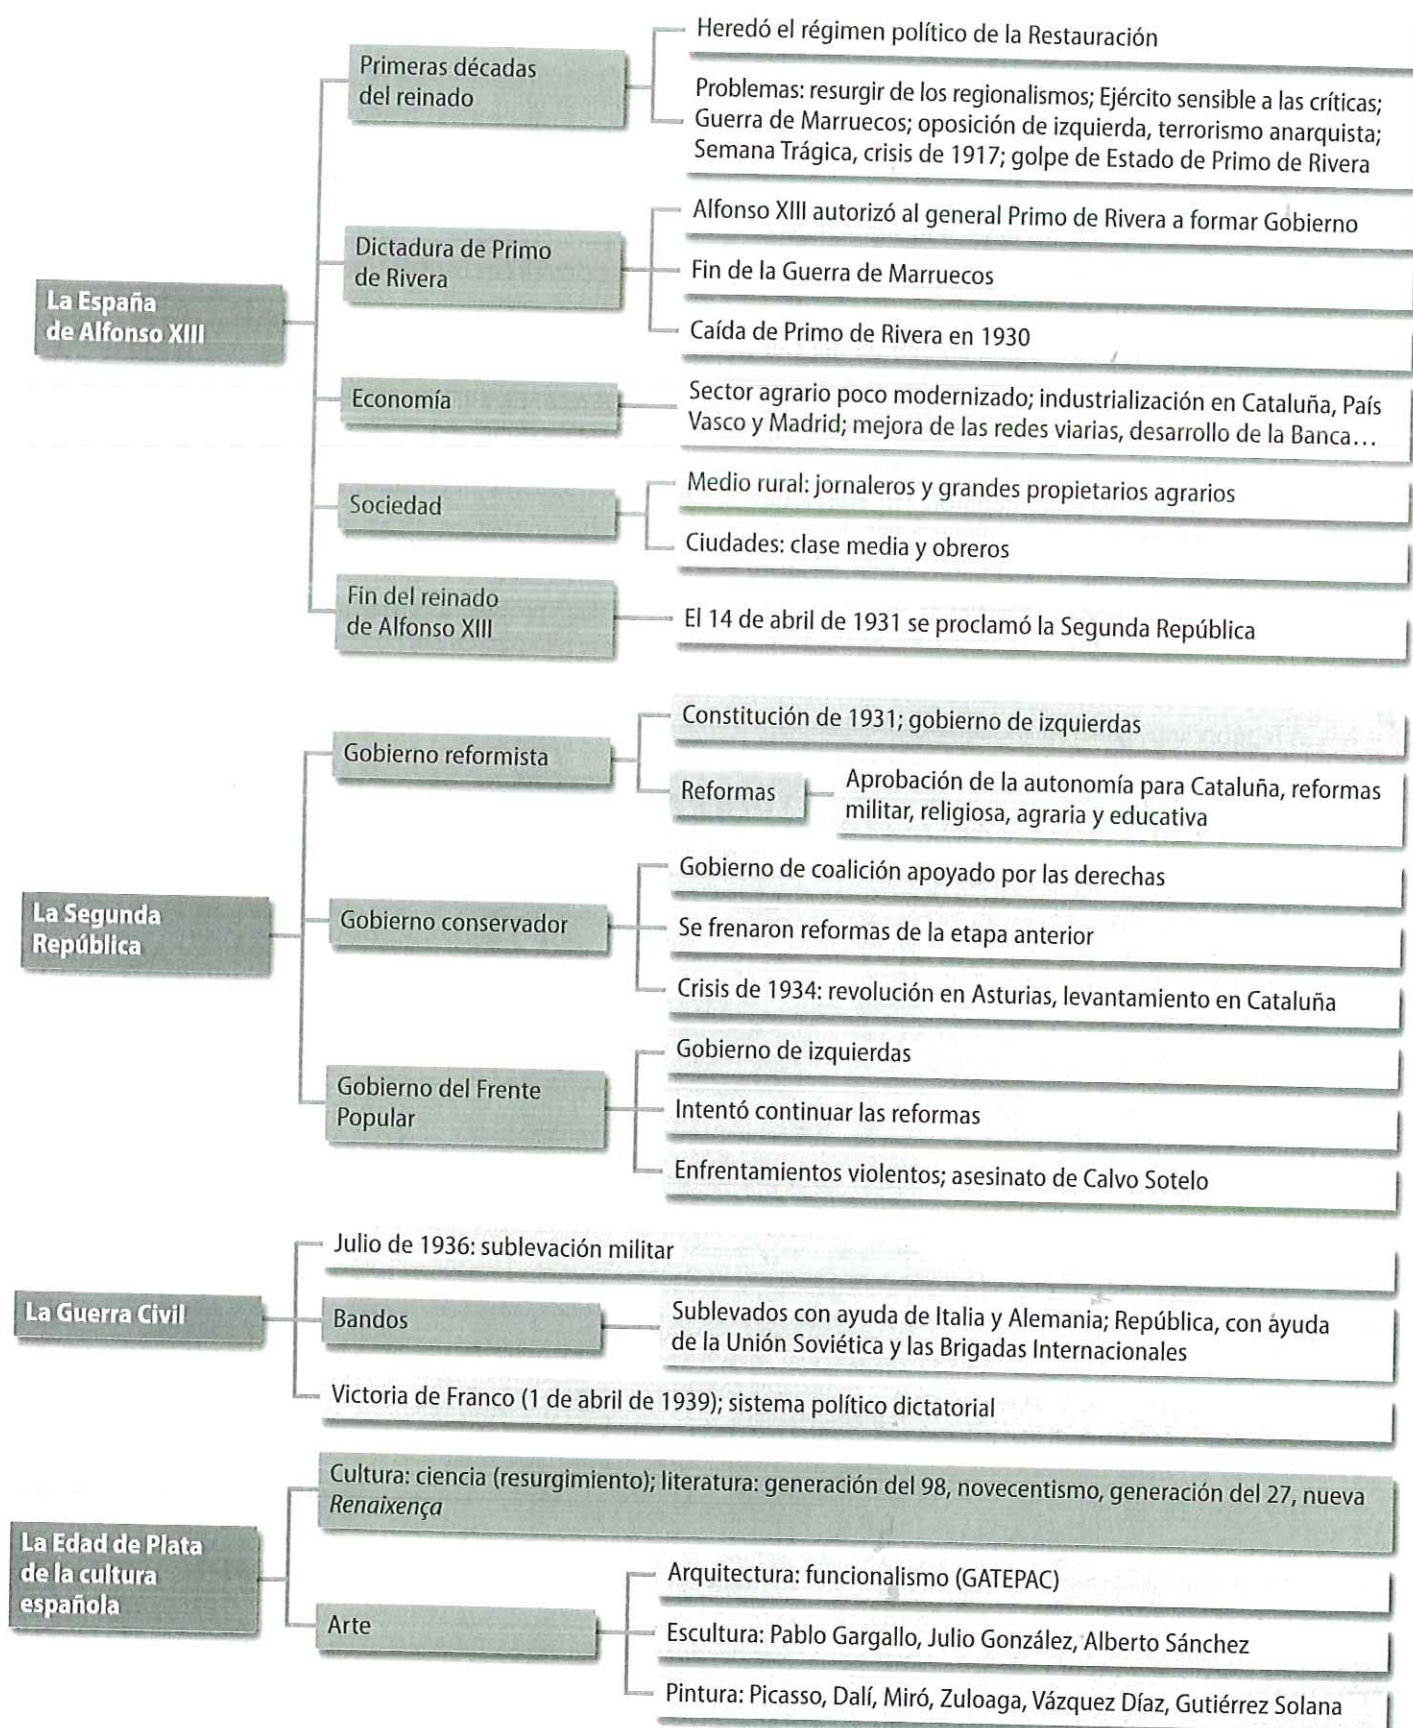 La España
de Alfonso XIII
Primeras décadas
del reinado
Heredó el régimen político de la Restauración
Problemas: resurgir de los regionalismos; Ejército sensible a las críticas;
Guerra de Marruecos; oposición de izquierda, terrorismo anarquista;
Semana Trágica, crisis de 1917; golpe de Estado de Primo de Rivera
Dictadura de Primo
de Rivera
Alfonso XIII autorizó al general Primo de Rivera a formar Gobierno
Fin de la Guerra de Marruecos
Caída de Primo de Rivera en 1930
Economía
Sector agrario poco modernizado; industrialización en Cataluña, País
Vasco y Madrid; mejora de las redes viarias, desarrollo de la Banca...
Sociedad
Medio rural: jornaleros y grandes propietarios agrarios
Ciudades: clase media y obreros
Fin del reinado
de Alfonso XIII
El 14 de abril de 1931 se proclamó la Segunda República
La Segunda
República
Gobierno reformista
Constitución de 1931; gobierno de izquierdas
Reformas
Aprobación de la autonomía para Cataluña, reformas
militar, religiosa, agraria y educativa
Gobierno conservador
Gobierno de coalición apoyado por las derechas
Se frenaron reformas de la etapa anterior
Crisis de 1934: revolución en Asturias, levantamiento en Cataluña
Gobierno del Frente
Popular
Gobierno de izquierdas
Intentó continuar las reformas
Enfrentamientos violentos; asesinato de Calvo Sotelo
La Guerra Civil
Julio de 1936: sublevación militar
Bandos
Sublevados con ayuda de Italia y Alemania; República, con ayuda
de la Unión Soviética y las Brigadas Internacionales
Victoria de Franco (1 de abril de 1939); sistema político dictatorial
La Edad de Plata
de la cultura
española
Cultura: ciencia (resurgimiento); literatura: generación del 98, novecentismo, generación del 27, nueva
Renaixença
Arte
Arquitectura: funcionalismo (GATEPAC)
Escultura: Pablo Gargallo, Julio González, Alberto Sánchez
Pintura: Picasso, Dalí, Miró, Zuloaga, Vázquez Díaz, Gutiérrez Solana